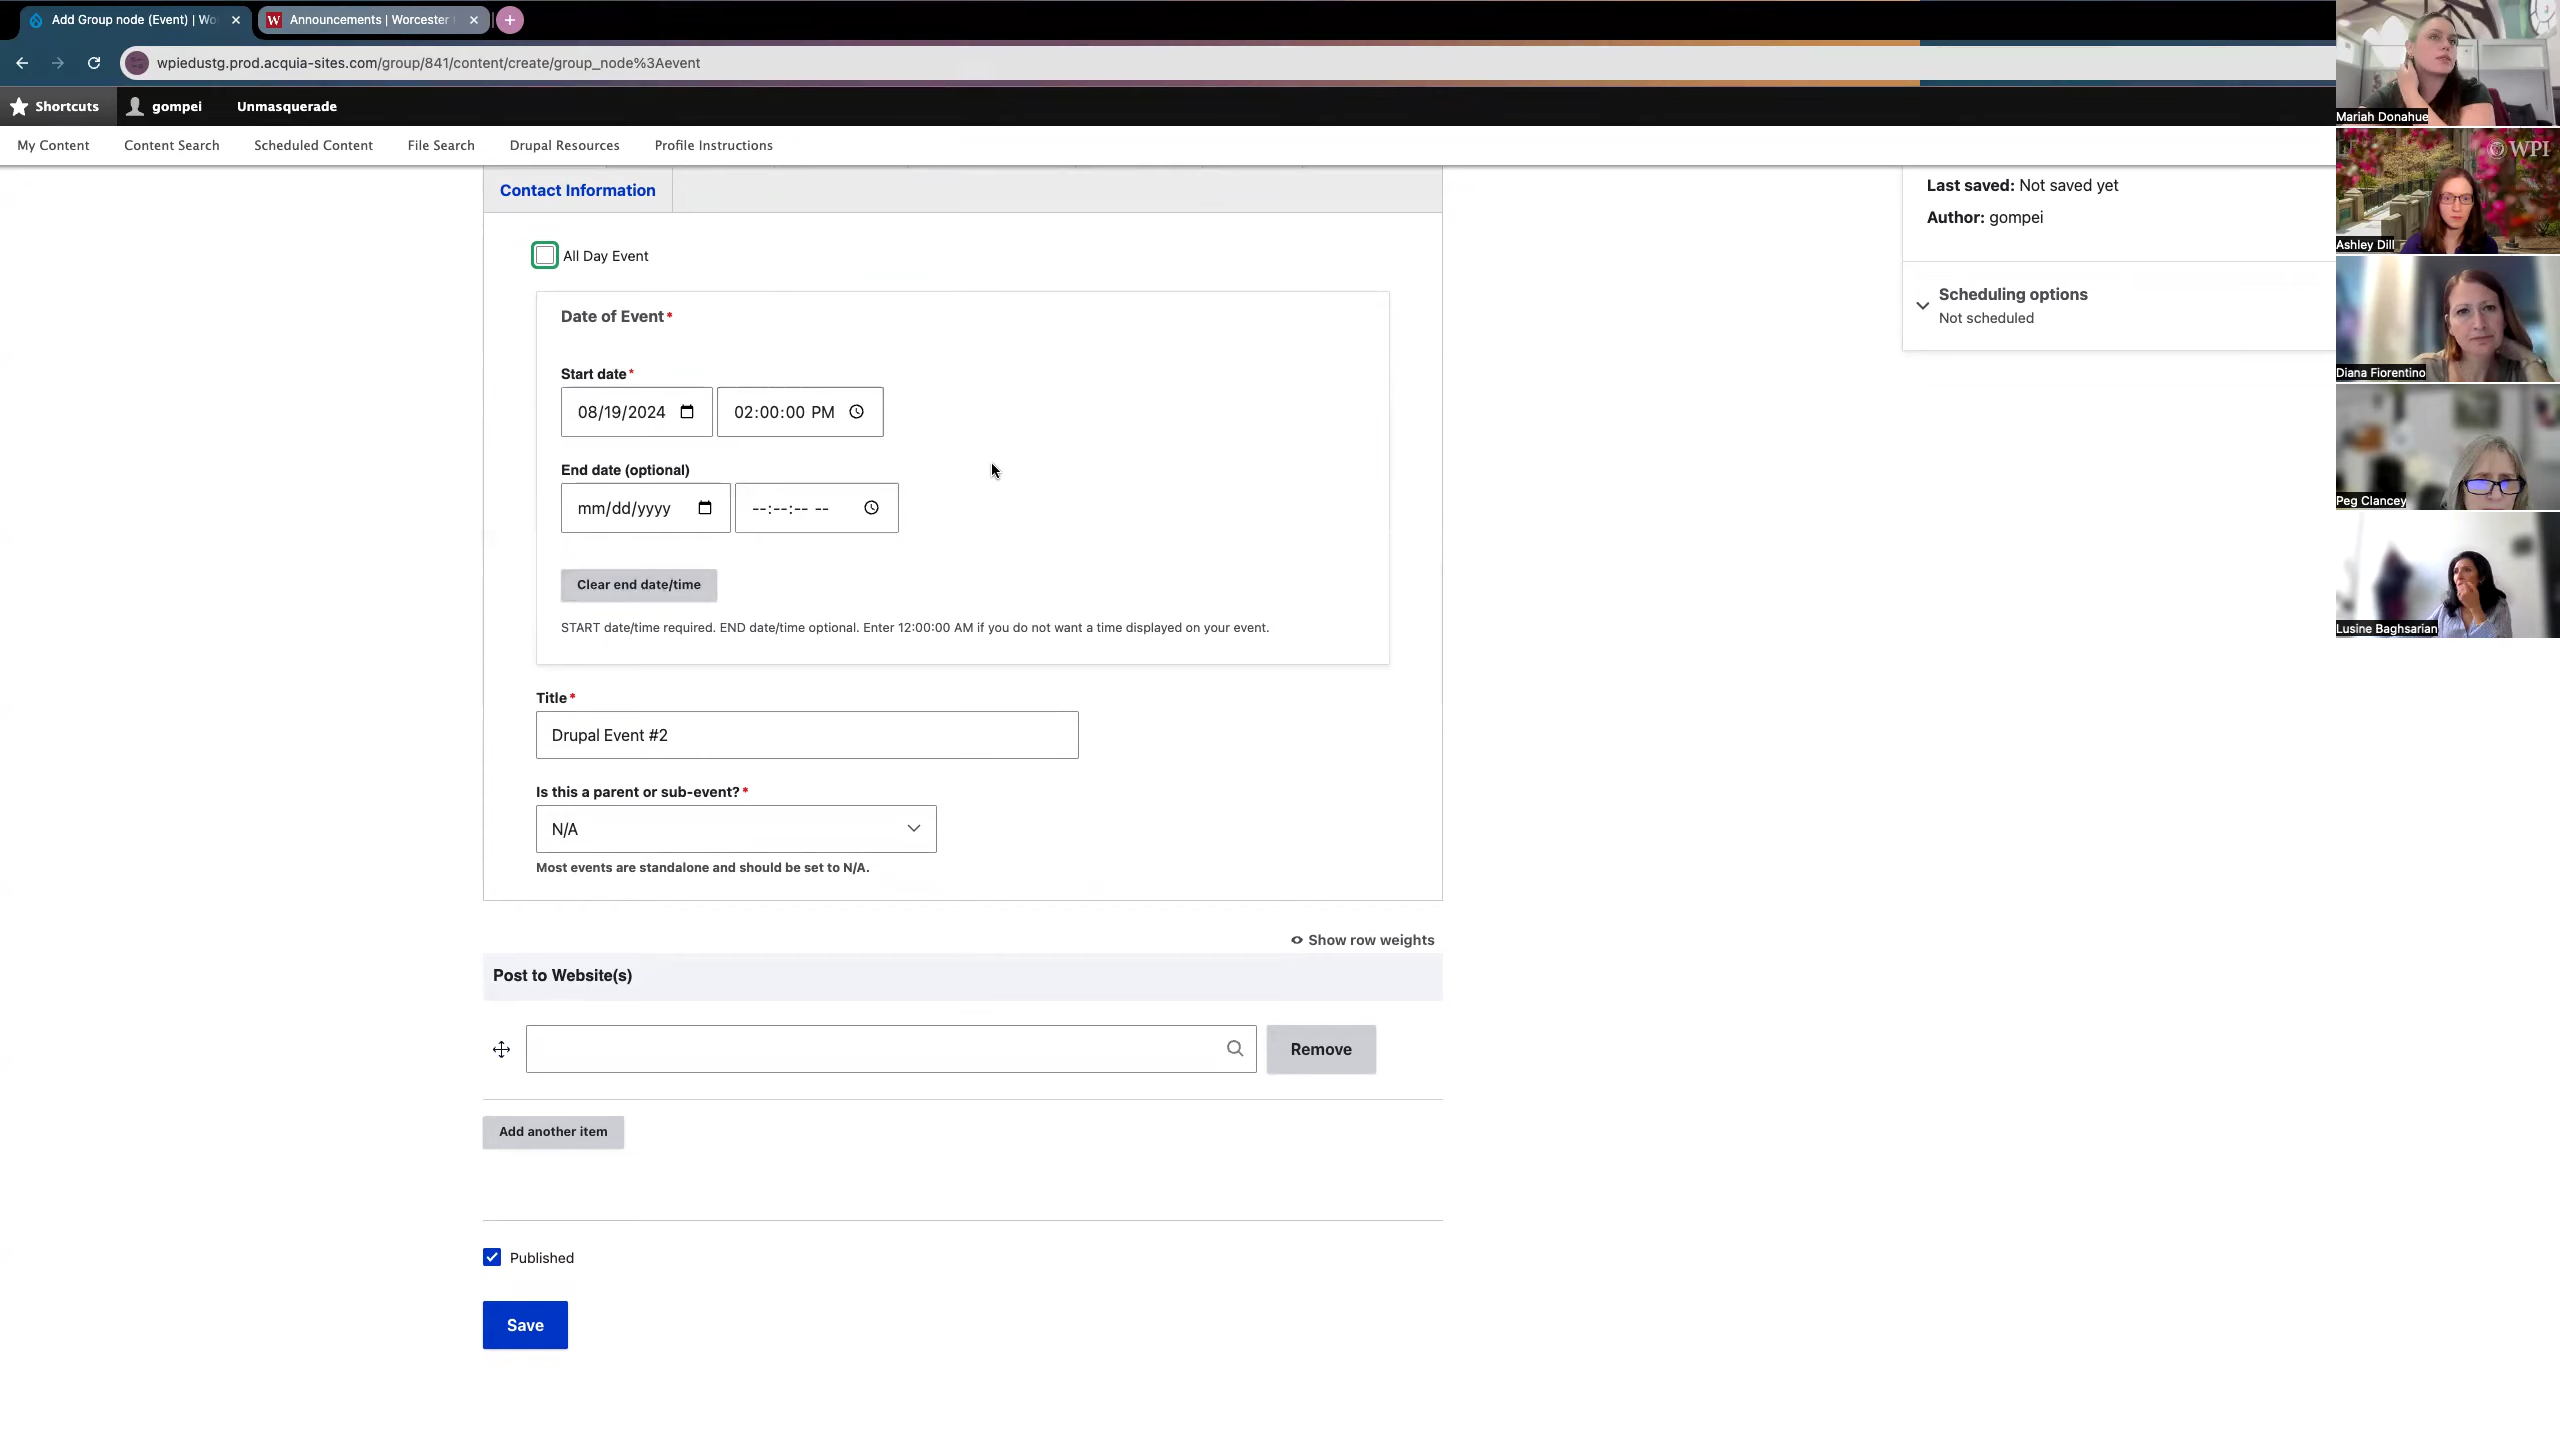 Add Group node (Event) | Wo
Announcements | Worcester
wpiedustg.prod.acquia-sites.com/group/841/content/create/group_node%3Aevent
Shortcuts gompei Unmasquerade
My Content Content Search Scheduled Content File Search Drupal Resources Profile Instructions
Contact Information
All Day Event
Date of Event*
Start date*
08/19/2024 02:00:00 PM
End date (optional)
mm/dd/yyyy --:--:-- --
Clear end date/time
START date/time required. END date/time optional. Enter 12:00:00 AM if you do not want a time displayed on your event.
Title*
Drupal Event #2
Is this a parent or sub-event?*
N/A
Most events are standalone and should be set to N/A.
Show row weights
Post to Website(s)
Remove
Add another item
Published
Save
Last saved: Not saved yet
Author: gompei
Scheduling options
Not scheduled
Mariah Donahue
WPI
Ashley Dill
Diana Fiorentino
Peg Clancey
Lusine Baghsarian